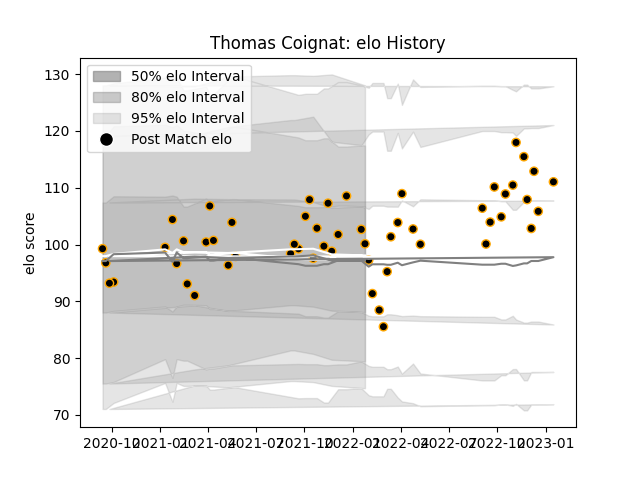 Thomas Coignat: elo History
50% elo Interval
80% elo Interval
95% elo Interval
Post Match elo
elo score
130
120
110
100
90
80
70
2020-10 2021-01 2021-04 2021-07 2021-10 2022-01 2022-04 2022-07 2022-10 2023-01